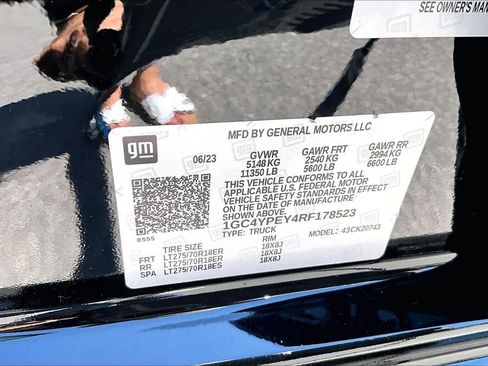 SEE OWNER'S MAN
gm
MFD BY GENERAL MOTORS LLC
06/23 GVWR GAWR FRT GAWR RR
5148 KG 2540 KG 2994 KG
11350 LB 5600 LB 6600 LB
THIS VEHICLE CONFORMS TO ALL
APPLICABLE U.S. FEDERAL MOTOR
VEHICLE SAFETY STANDARDS IN EFFECT
ON THE DATE OF MANUFACTURE
SHOWN ABOVE.
1GC4YPEY4RF178523
TYPE: TRUCK MODEL: 43CK20743
BSSS
TIRE SIZE RIM
FRT LT275/70R18ER 18X8J
RR LT275/70R18ER 18X8J
SPA LT275/70R18ES 18X8J